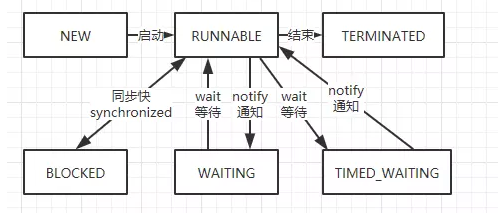 NEW
启动
RUNNABLE
结束
TERMINATED
同步快
synchronized
wait
等待
notify
通知
wait
等待
notify
通知
BLOCKED
WAITING
TIMED_WAITING